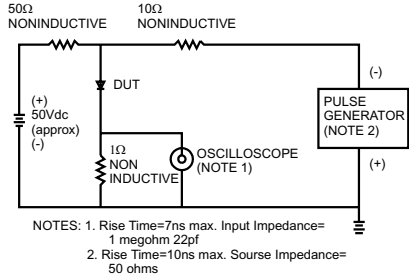 50Ω
NONINDUCTIVE
10Ω
NONINDUCTIVE
DUT
(+)
50Vdc
(approx)
(-)
(-)
PULSE
GENERATOR
(NOTE 2)
(+)
1Ω
NON
INDUCTIVE
OSCILLOSCOPE
(NOTE 1)
NOTES: 1. Rise Time=7ns max. Input Impedance=
1 megohm 22pf
2. Rise Time=10ns max. Sourse Impedance=
50 ohms